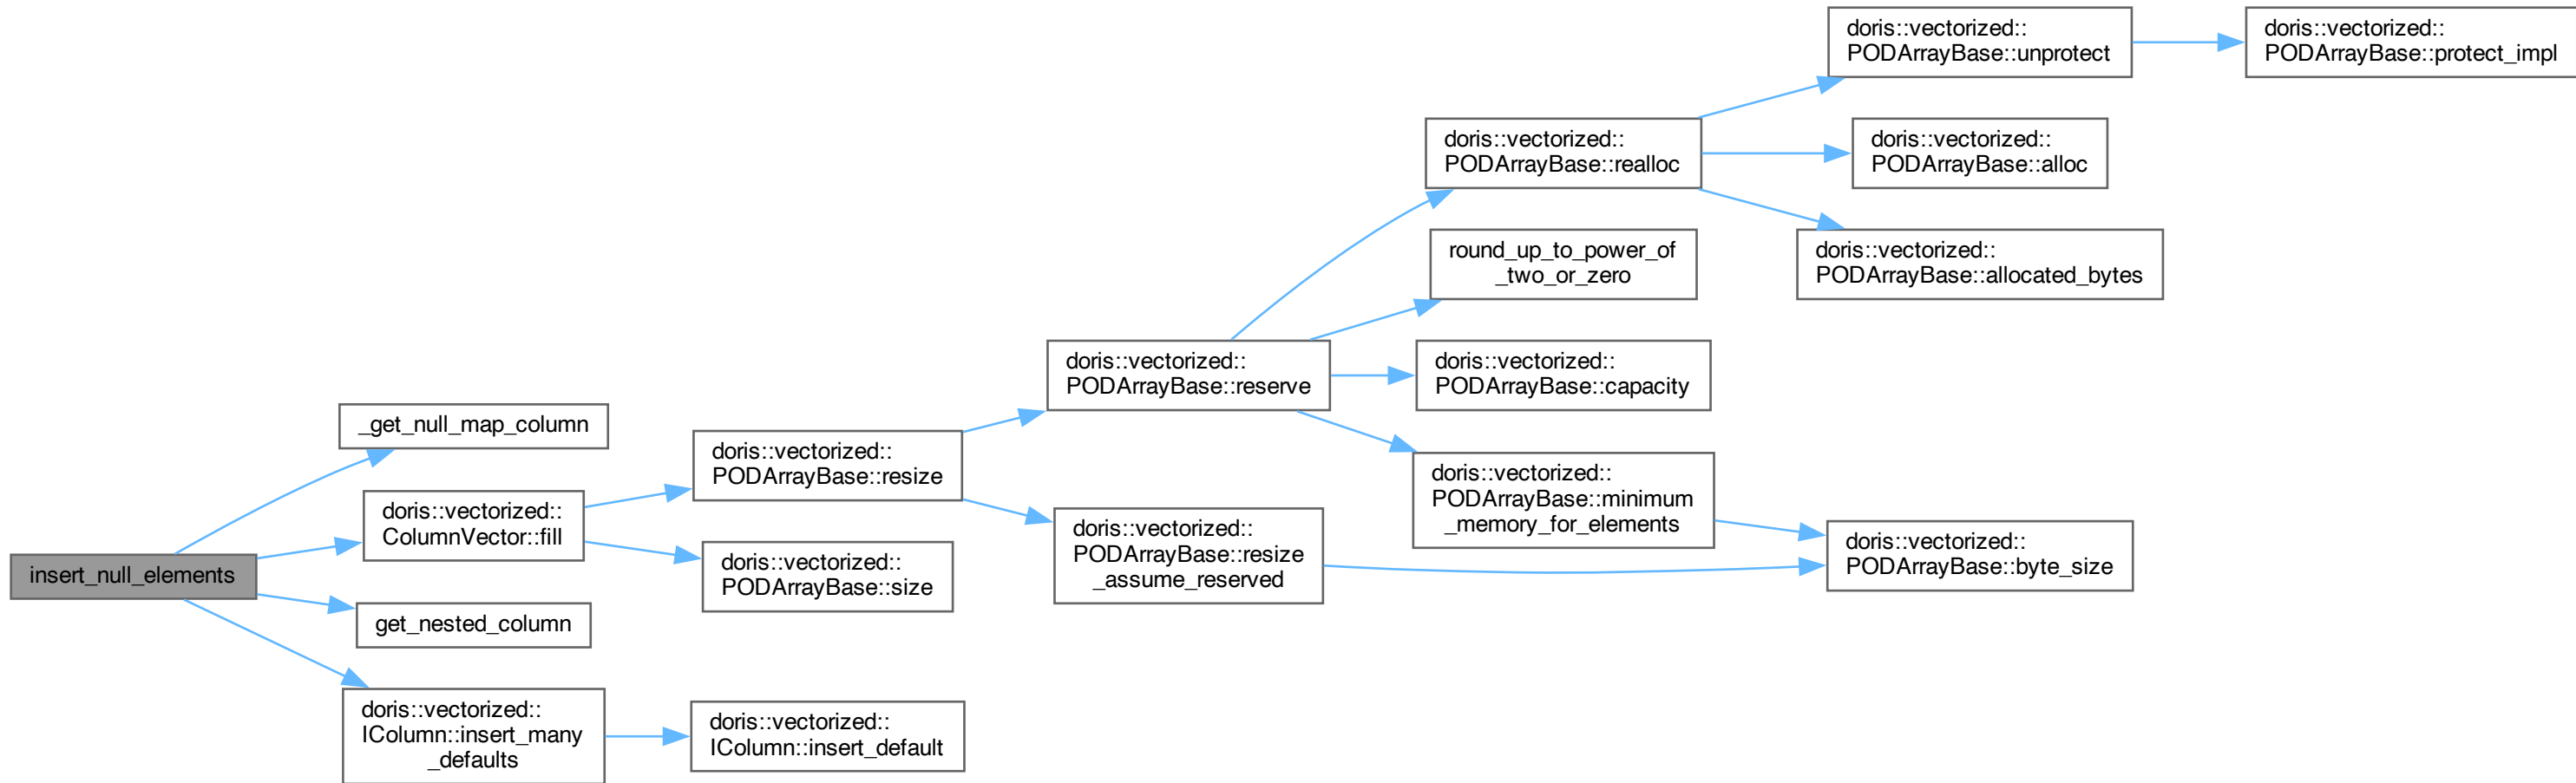 insert_null_elements
_get_null_map_column
doris::vectorized::
ColumnVector::fill
get_nested_column
doris::vectorized::
IColumn::insert_many
_defaults
doris::vectorized::
PODArrayBase::resize
doris::vectorized::
PODArrayBase::size
doris::vectorized::
IColumn::insert_default
doris::vectorized::
PODArrayBase::reserve
doris::vectorized::
PODArrayBase::resize
_assume_reserved
doris::vectorized::
PODArrayBase::realloc
round_up_to_power_of
_two_or_zero
doris::vectorized::
PODArrayBase::capacity
doris::vectorized::
PODArrayBase::minimum
_memory_for_elements
doris::vectorized::
PODArrayBase::unprotect
doris::vectorized::
PODArrayBase::alloc
doris::vectorized::
PODArrayBase::allocated_bytes
doris::vectorized::
PODArrayBase::byte_size
doris::vectorized::
PODArrayBase::protect_impl